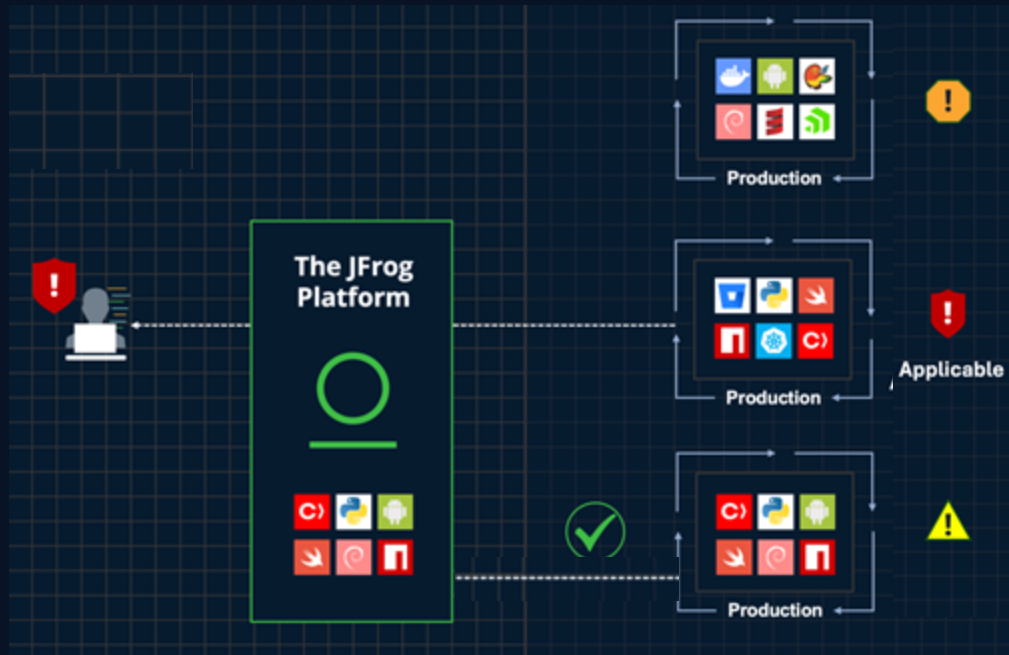 Production
The JFrog
Platform
Applicable
Production
Production